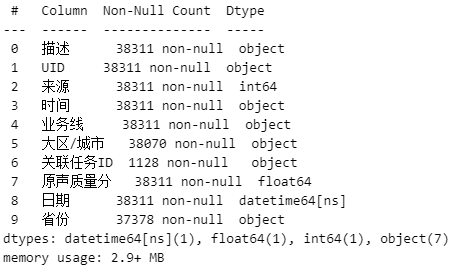 #   Column  Non-Null Count  Dtype
---  ------  --------------  -----
0   描述      38311 non-null  object
1   UID     38311 non-null  object
2   来源      38311 non-null  int64
3   时间      38311 non-null  object
4   业务线     38311 non-null  object
5   大区/城市   38070 non-null  object
6   关联任务ID  1128 non-null   object
7   原声质量分   38311 non-null  float64
8   日期      38311 non-null  datetime64[ns]
9   省份      37378 non-null  object
dtypes: datetime64[ns](1), float64(1), int64(1), object(7)
memory usage: 2.9+ MB